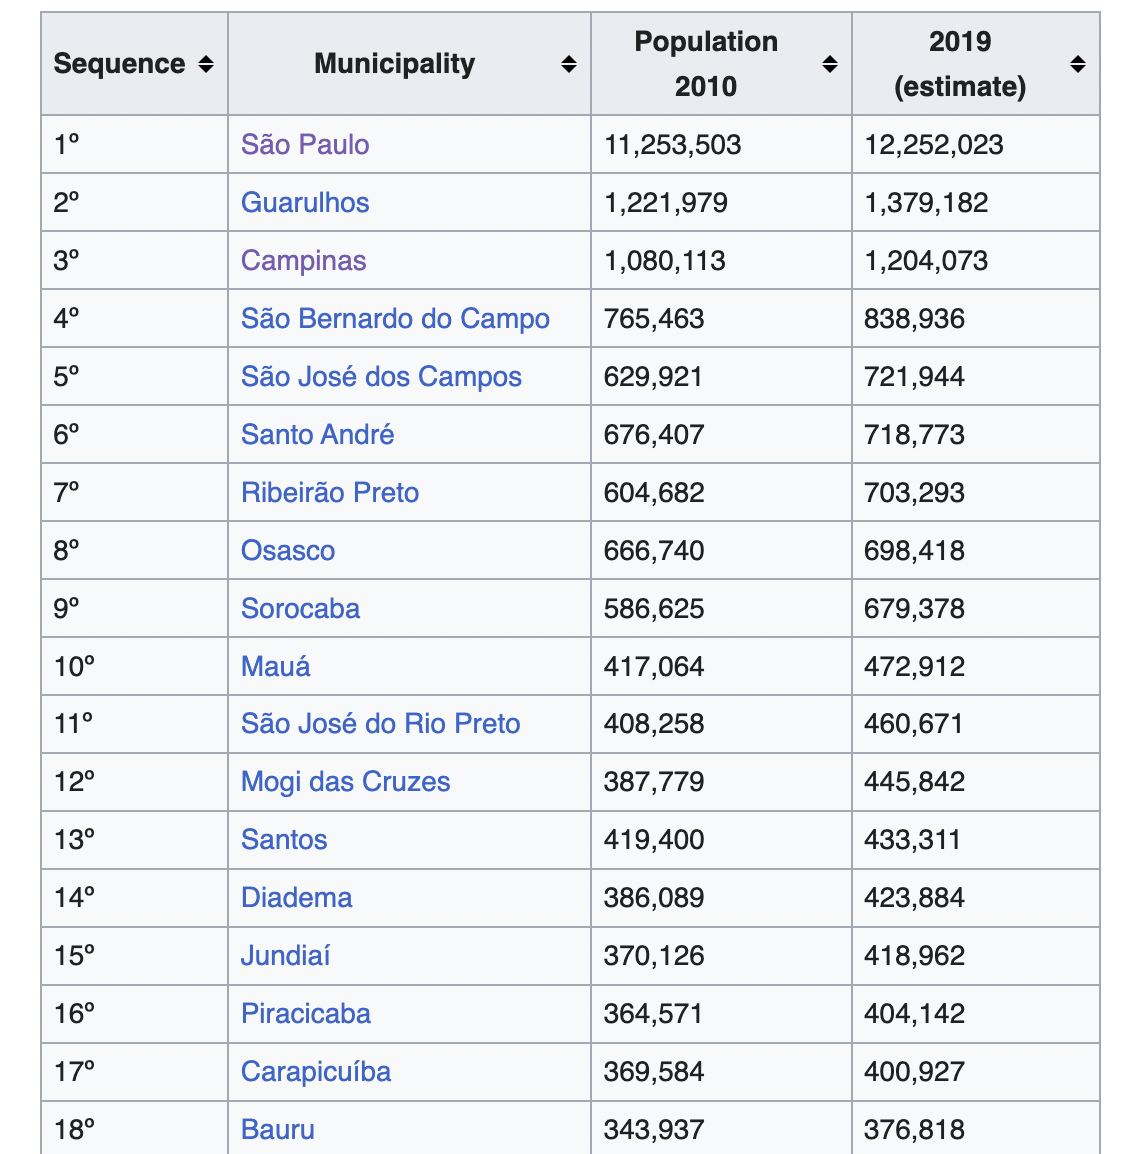 Sequence Municipality Population 2010 2019 (estimate)
1º São Paulo 11,253,503 12,252,023
2º Guarulhos 1,221,979 1,379,182
3º Campinas 1,080,113 1,204,073
4º São Bernardo do Campo 765,463 838,936
5º São José dos Campos 629,921 721,944
6º Santo André 676,407 718,773
7º Ribeirão Preto 604,682 703,293
8º Osasco 666,740 698,418
9º Sorocaba 586,625 679,378
10º Mauá 417,064 472,912
11º São José do Rio Preto 408,258 460,671
12º Mogi das Cruzes 387,779 445,842
13º Santos 419,400 433,311
14º Diadema 386,089 423,884
15º Jundiaí 370,126 418,962
16º Piracicaba 364,571 404,142
17º Carapicuíba 369,584 400,927
18º Bauru 343,937 376,818